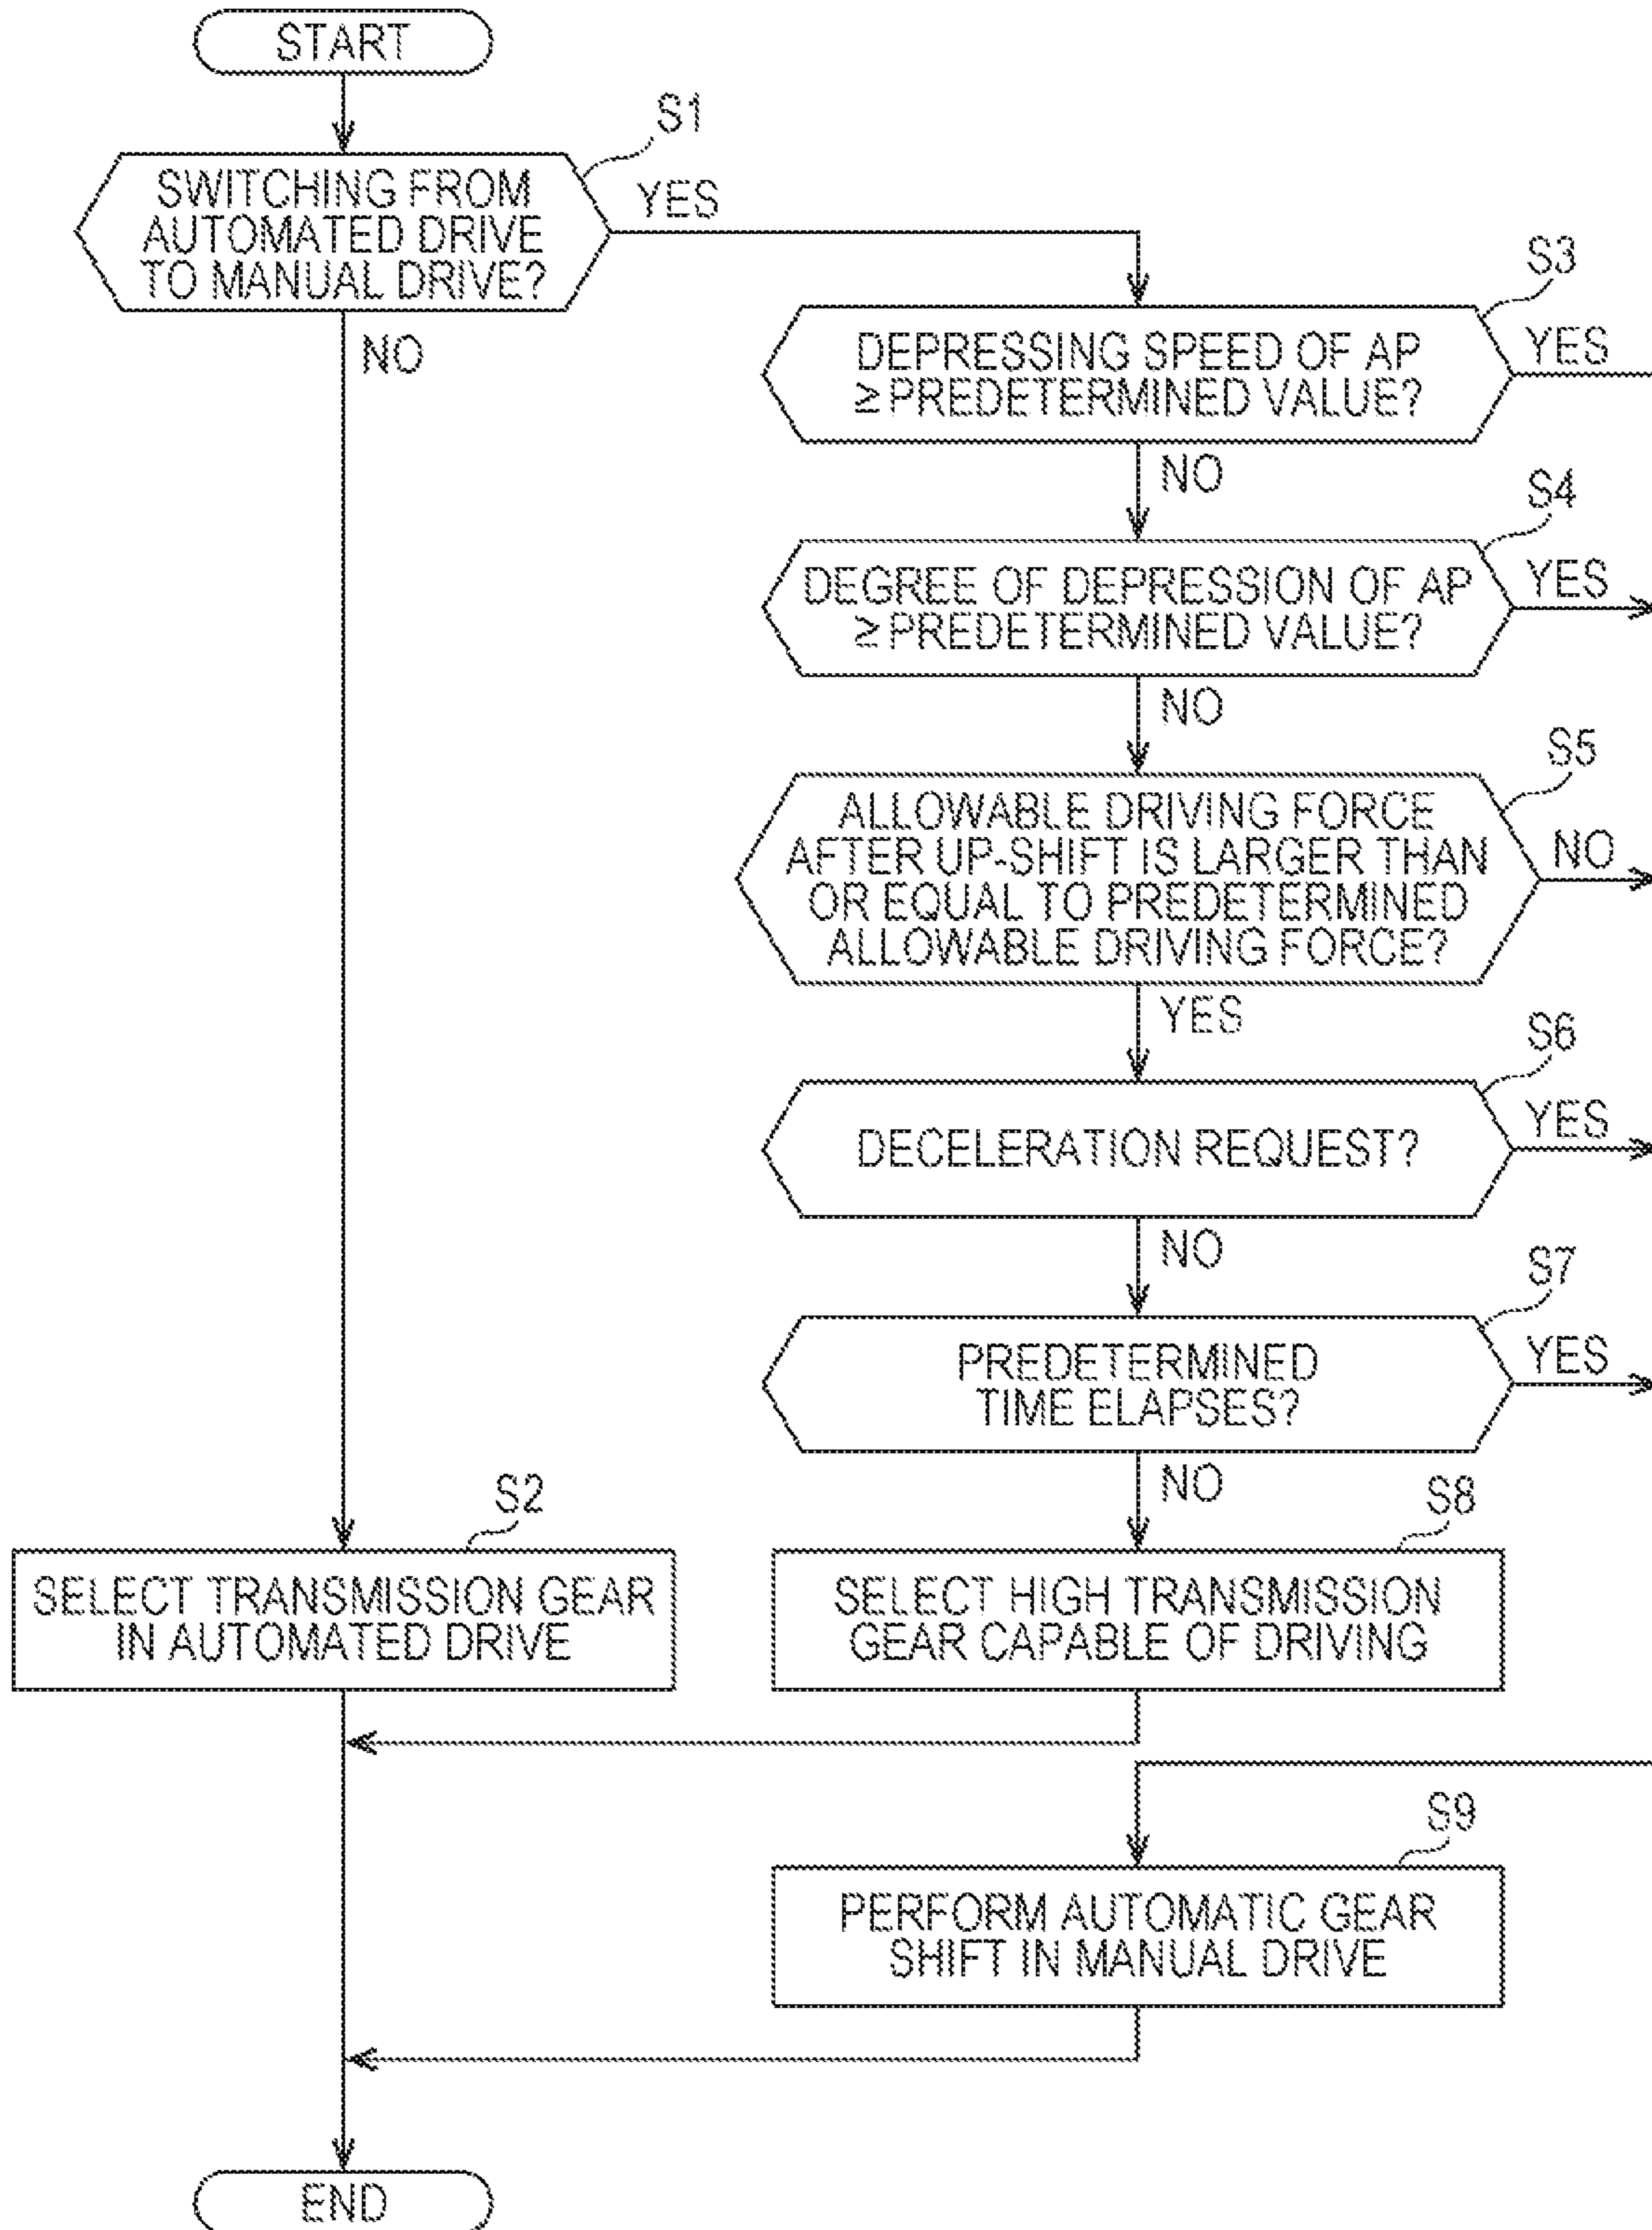 START
S1
SWITCHING FROM
AUTOMATED DRIVE
TO MANUAL DRIVE?
YES
NO
S3
DEPRESSING SPEED OF AP
≥ PREDETERMINED VALUE?
YES
NO
S4
DEGREE OF DEPRESSION OF AP
≥ PREDETERMINED VALUE?
YES
NO
S5
ALLOWABLE DRIVING FORCE
AFTER UP-SHIFT IS LARGER THAN
OR EQUAL TO PREDETERMINED
ALLOWABLE DRIVING FORCE?
NO
YES
S6
DECELERATION REQUEST?
YES
NO
S7
PREDETERMINED
TIME ELAPSES?
YES
NO
S2
SELECT TRANSMISSION GEAR
IN AUTOMATED DRIVE
S8
SELECT HIGH TRANSMISSION
GEAR CAPABLE OF DRIVING
S9
PERFORM AUTOMATIC GEAR
SHIFT IN MANUAL DRIVE
END